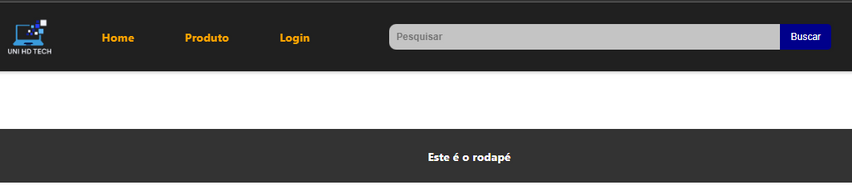 UNI HD TECH
Home Produto Login Pesquisar Buscar
Este é o rodapé